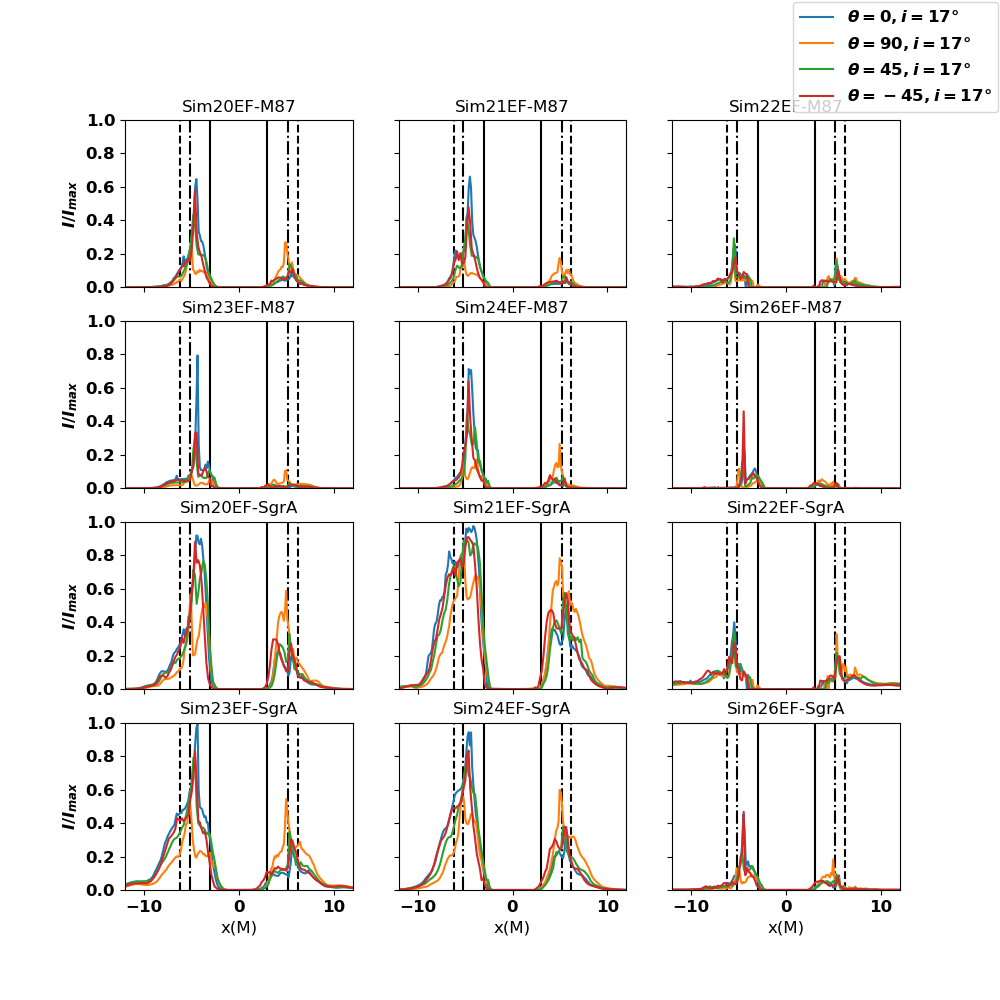 θ = 0, i = 17°
θ = 90, i = 17°
θ = 45, i = 17°
θ = −45, i = 17°
Sim20EF-M87 Sim21EF-M87 Sim22EF-M87
1.0
0.8
0.6
0.4
0.2
0.0
I/I_max
Sim23EF-M87 Sim24EF-M87 Sim26EF-M87
1.0
0.8
0.6
0.4
0.2
0.0
I/I_max
Sim20EF-SgrA Sim21EF-SgrA Sim22EF-SgrA
1.0
0.8
0.6
0.4
0.2
0.0
I/I_max
Sim23EF-SgrA Sim24EF-SgrA Sim26EF-SgrA
1.0
0.8
0.6
0.4
0.2
0.0
I/I_max
−10 0 10 −10 0 10 −10 0 10
x(M) x(M) x(M)